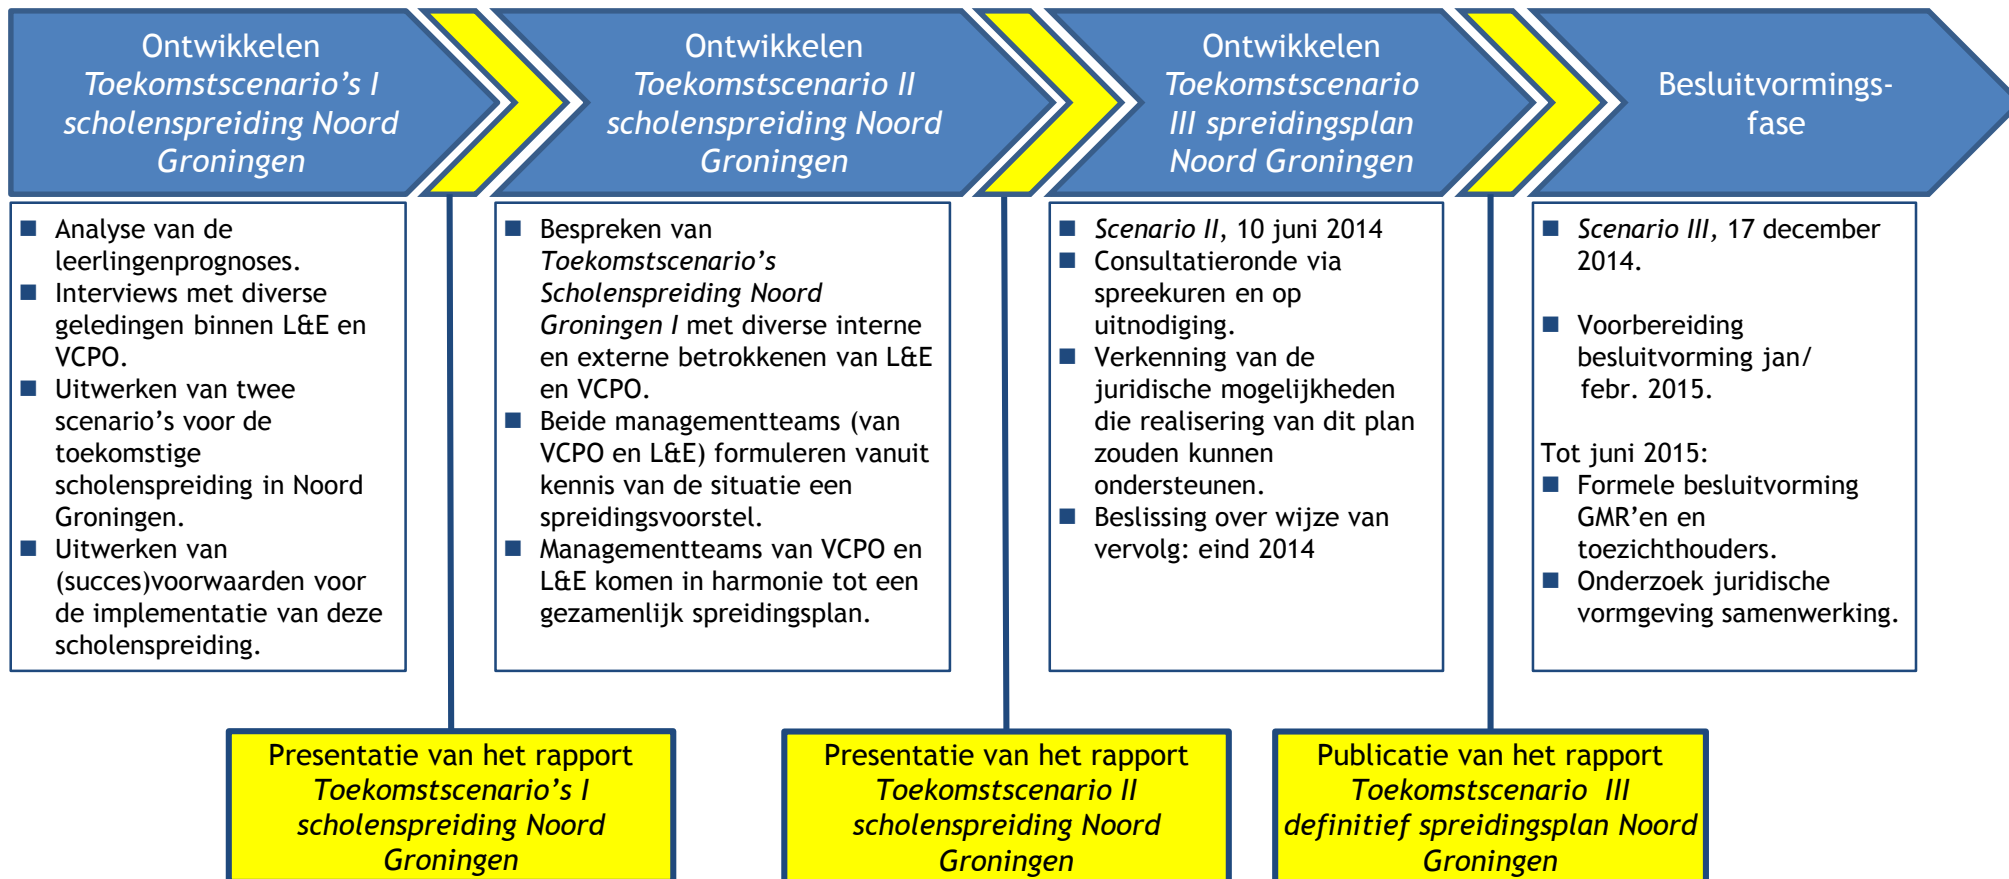 Ontwikkelen
Toekomstscenario’s I
scholenspreiding Noord
Groningen
Ontwikkelen
Toekomstscenario II
scholenspreiding Noord
Groningen
Ontwikkelen
Toekomstscenario
III spreidingsplan
Noord Groningen
Besluitvormings-
fase
Analyse van de
leerlingenprognoses.
Interviews met diverse
geledingen binnen L&E en
VCPO.
Uitwerken van twee
scenario’s voor de
toekomstige
scholenspreiding in Noord
Groningen.
Uitwerken van
(succes)voorwaarden voor
de implementatie van deze
scholenspreiding.
Bespreken van
Toekomstscenario’s
Scholenspreiding Noord
Groningen I met diverse interne
en externe betrokkenen van L&E
en VCPO.
Beide managementteams (van
VCPO en L&E) formuleren vanuit
kennis van de situatie een
spreidingsvoorstel.
Managementteams van VCPO en
L&E komen in harmonie tot een
gezamenlijk spreidingsplan.
Scenario II, 10 juni 2014
Consultatieronde via
spreekuren en op
uitnodiging.
Verkenning van de
juridische mogelijkheden
die realisering van dit plan
zouden kunnen
ondersteunen.
Beslissing over wijze van
vervolg: eind 2014
Scenario III, 17 december
2014.
Voorbereiding
besluitvorming jan/
febr. 2015.
Tot juni 2015:
Formele besluitvorming
GMR’en en
toezichthouders.
Onderzoek juridische
vormgeving samenwerking.
Presentatie van het rapport
Toekomstscenario’s I
scholenspreiding Noord
Groningen
Presentatie van het rapport
Toekomstscenario II
scholenspreiding Noord
Groningen
Publicatie van het rapport
Toekomstscenario III
definitief spreidingsplan Noord
Groningen